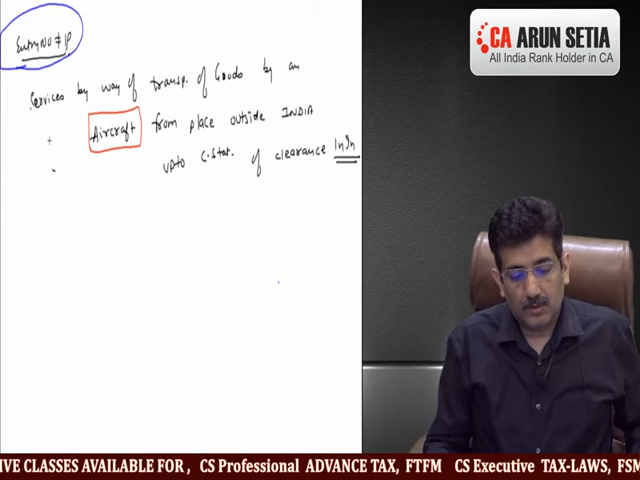 Entry NO # 19
Services by way of transp. of Goods by an
Aircraft from place outside INDIA
upto C.Stat. of clearance In In
CA ARUN SETIA
All India Rank Holder in CA
IVE CLASSES AVAILABLE FOR , CS Professional ADVANCE TAX, FTFM CS Executive TAX-LAWS, FSM